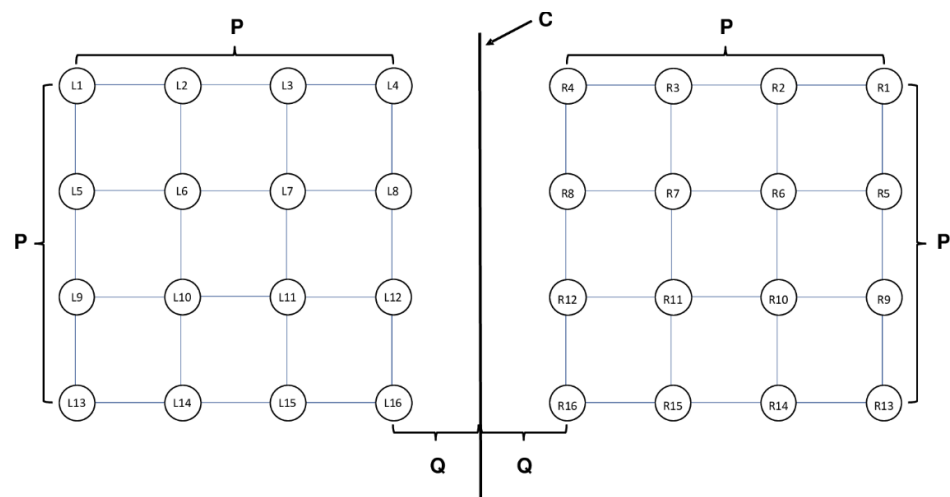 P C P
L1 L2 L3 L4 R4 R3 R2 R1
L5 L6 L7 L8 R8 R7 R6 R5
P P
L9 L10 L11 L12 R12 R11 R10 R9
L13 L14 L15 L16 R16 R15 R14 R13
Q Q